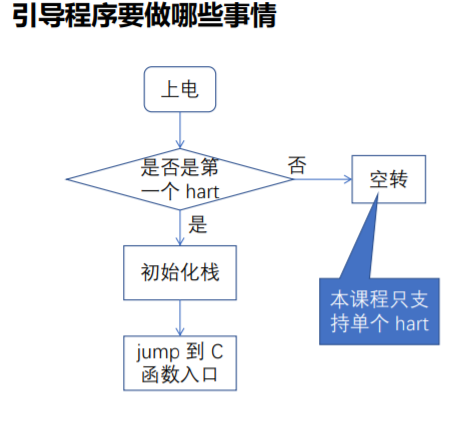 引导程序要做哪些事情
上电
是否是第
一个 hart
否
空转
是
初始化栈
本课程只支
持单个 hart
jump 到 C
函数入口